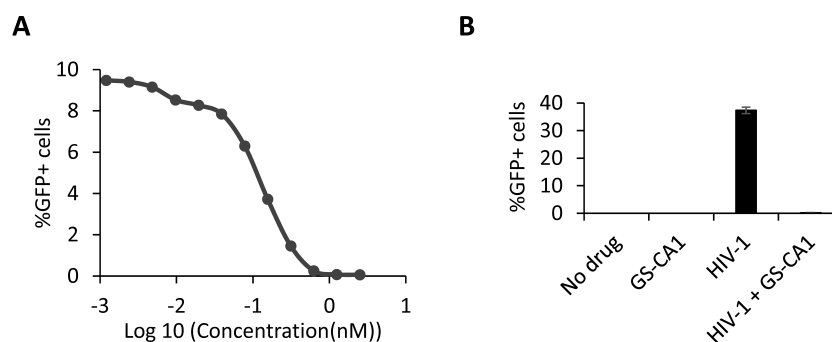 A
%GFP+ cells
10
8
6
4
2
0
-3 -2 -1 0 1
Log 10 (Concentration(nM))
B
%GFP+ cells
40
30
20
10
0
No drug
GS-CA1
HIV-1
HIV-1 + GS-CA1